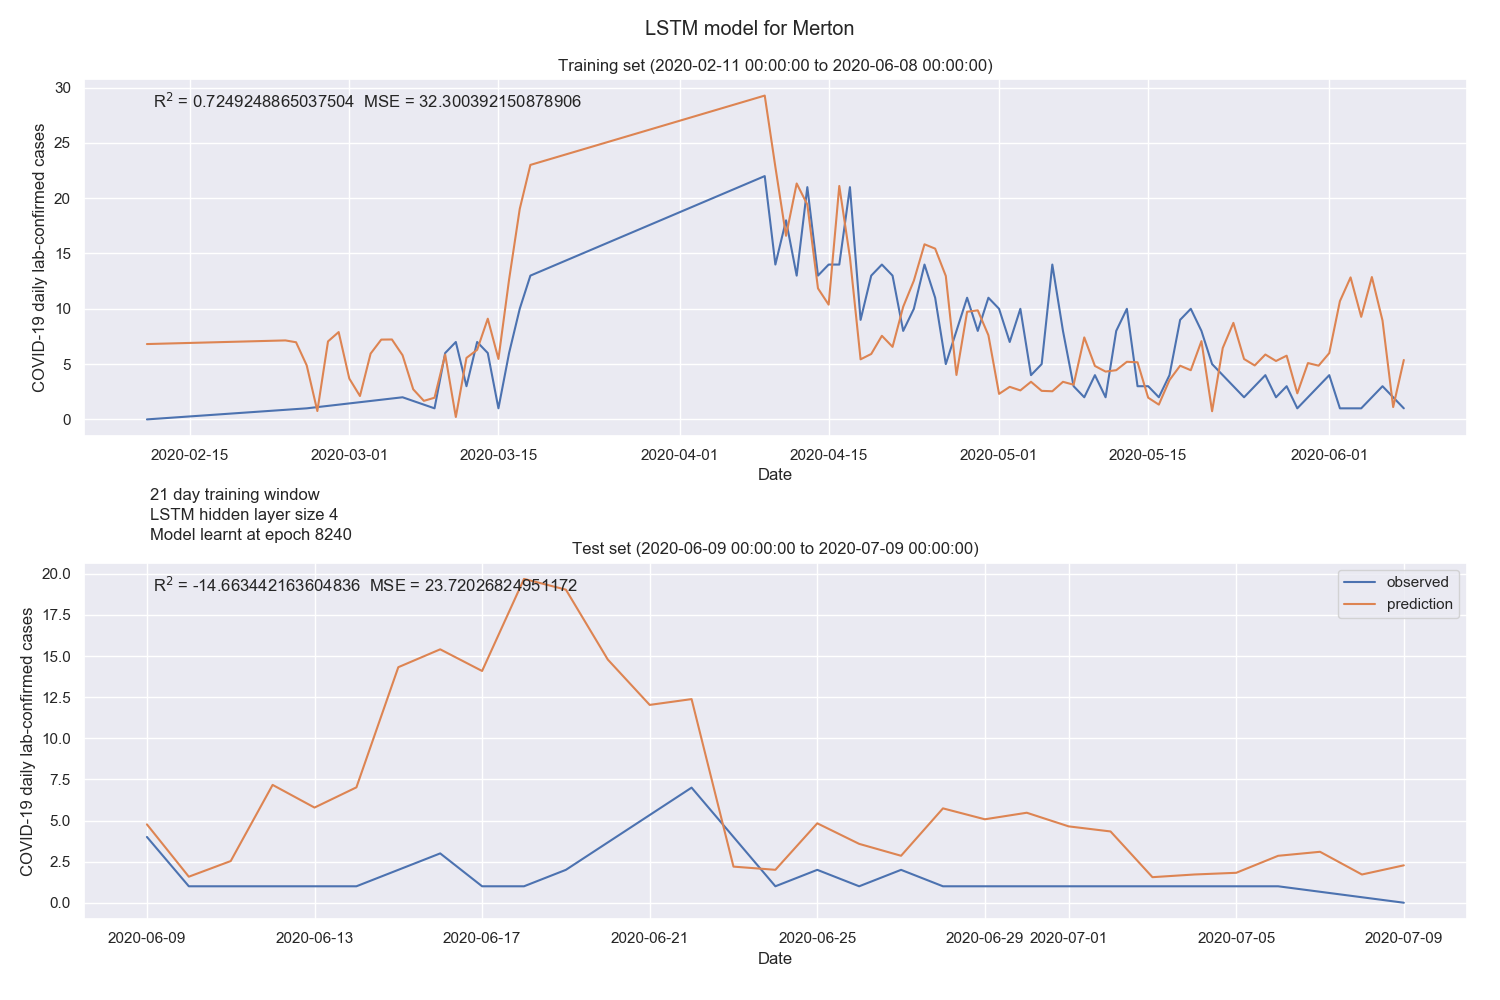 LSTM model for Merton
Training set (2020-02-11 00:00:00 to 2020-06-08 00:00:00)
R² = 0.7249248865037504 MSE = 32.300392150878906
COVID-19 daily lab-confirmed cases
30
25
20
15
10
5
0
2020-02-15 2020-03-01 2020-03-15 2020-04-01 2020-04-15 2020-05-01 2020-05-15 2020-06-01
Date
21 day training window
LSTM hidden layer size 4
Model learnt at epoch 8240
Test set (2020-06-09 00:00:00 to 2020-07-09 00:00:00)
R² = -14.663442163604836 MSE = 23.72026824951172
observed
prediction
COVID-19 daily lab-confirmed cases
20.0
17.5
15.0
12.5
10.0
7.5
5.0
2.5
0.0
2020-06-09 2020-06-13 2020-06-17 2020-06-21 2020-06-25 2020-06-29 2020-07-01 2020-07-05 2020-07-09
Date